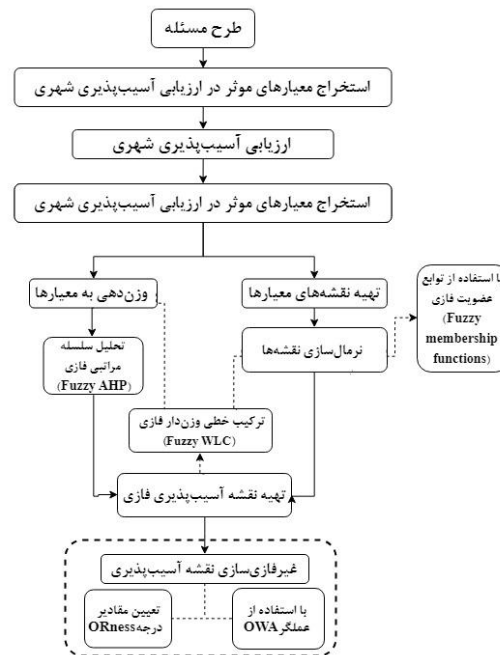 طرح مسئله
استخراج معیارهای موثر در ارزیابی آسیب‌پذیری شهری
ارزیابی آسیب‌پذیری شهری
استخراج معیارهای موثر در ارزیابی آسیب‌پذیری شهری
تهیه نقشه‌های معیارها
وزن‌دهی به معیارها
با استفاده از توابع
عضویت فازی
(Fuzzy
membership
functions)
نرمال‌سازی نقشه‌ها
تحلیل سلسله
مراتبی فازی
(Fuzzy AHP)
ترکیب خطی وزن‌دار فازی
(Fuzzy WLC)
تهیه نقشه آسیب‌پذیری فازی
غیرفازی‌سازی نقشه آسیب‌پذیری
با استفاده از
عملگر OWA
تعیین مقادیر
درجه ORness